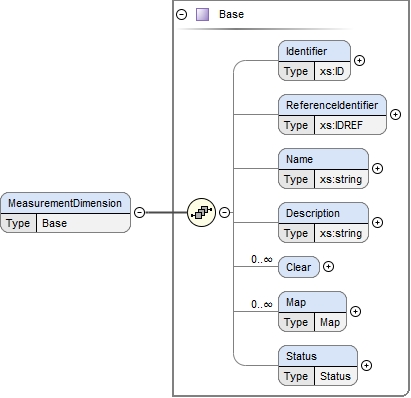 Base
Identifier
Type xs:ID
ReferenceIdentifier
Type xs:IDREF
Name
Type xs:string
MeasurementDimension
Type Base
Description
Type xs:string
0..∞
Clear
0..∞
Map
Type Map
Status
Type Status